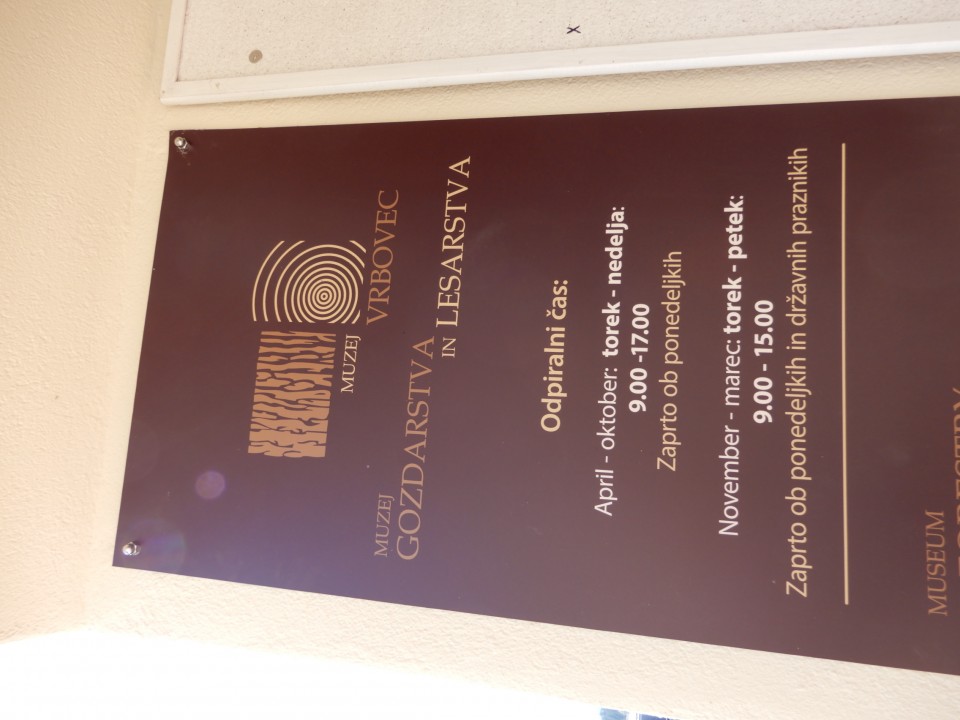 MUZEJ VRBOVEC
MUZEJ
GOZDARSTVA
IN LESARSTVA
Odpiralni čas:
April - oktober: torek - nedelja:
9.00 -17.00
Zaprto ob ponedeljkih
November - marec: torek - petek:
9.00 - 15.00
Zaprto ob ponedeljkih in državnih praznikih
MUSEUM